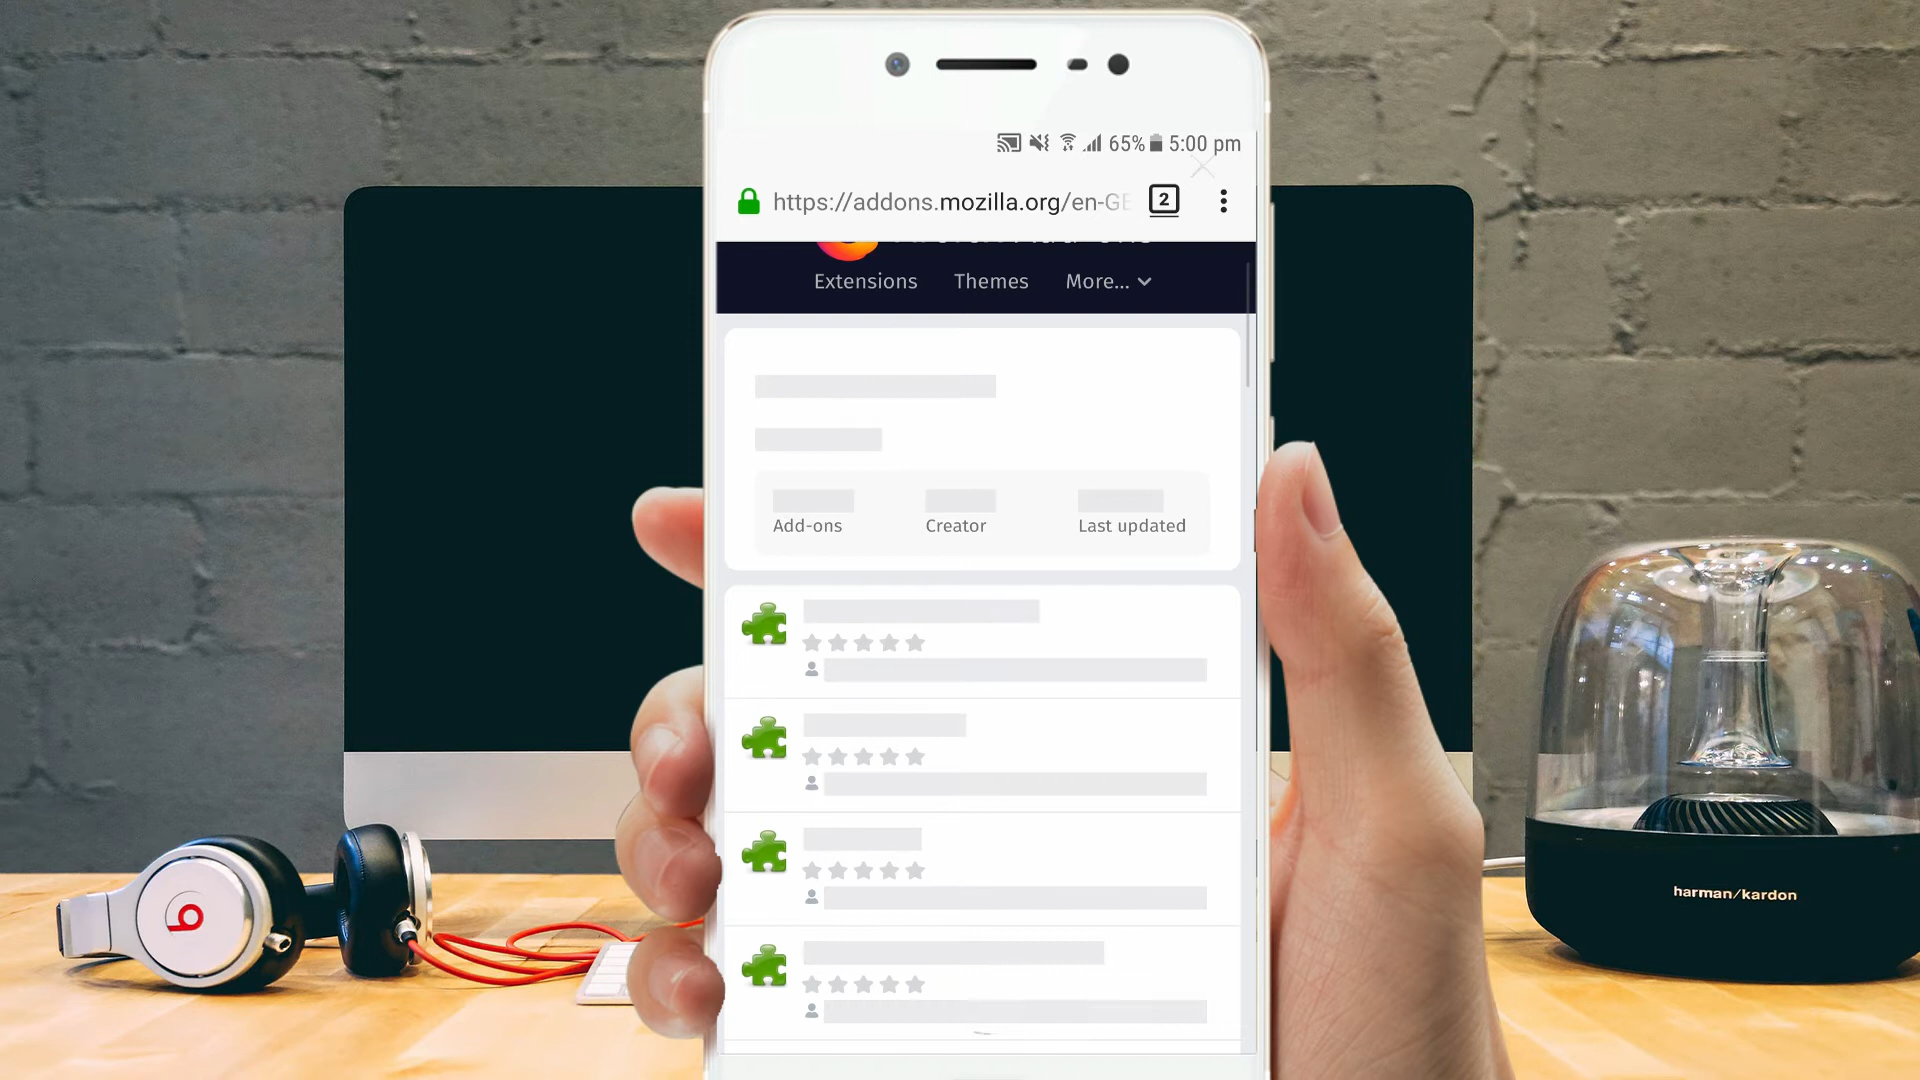 65% 5:00 pm
https://addons.mozilla.org/en-GB
2
Extensions Themes More...
Add-ons Creator Last updated
harman/kardon